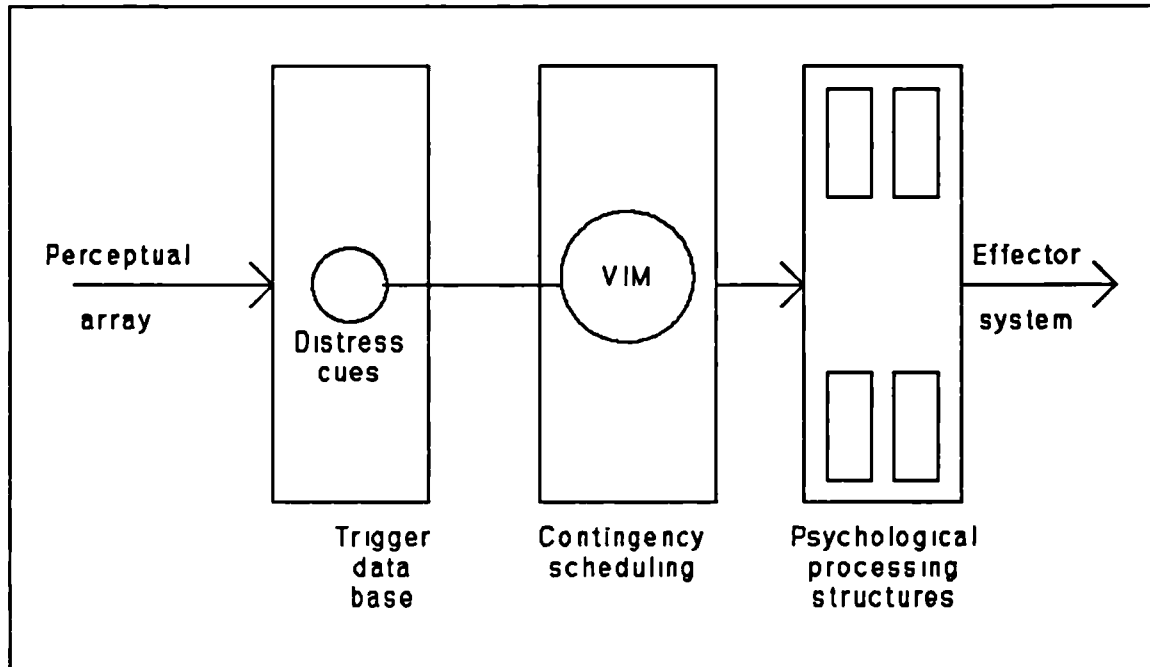 Perceptual
array
Distress
cues
VIM
Effector
system
Trigger
data
base
Contingency
scheduling
Psychological
processing
structures